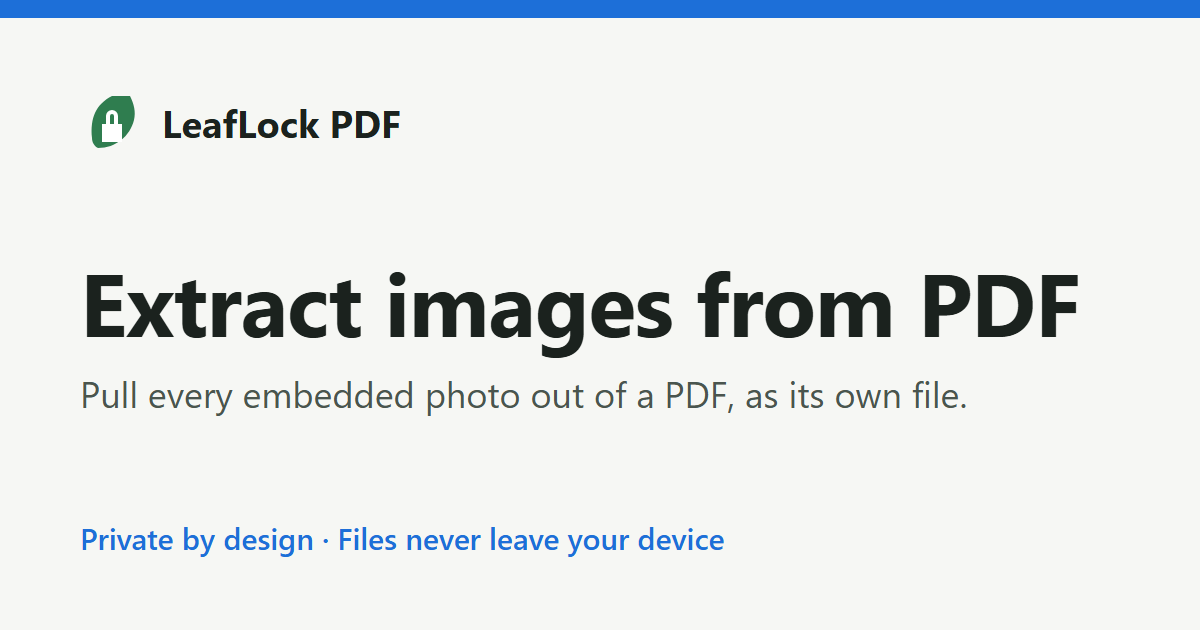 LeafLock PDF
Extract images from PDF
Pull every embedded photo out of a PDF, as its own file.
Private by design · Files never leave your device